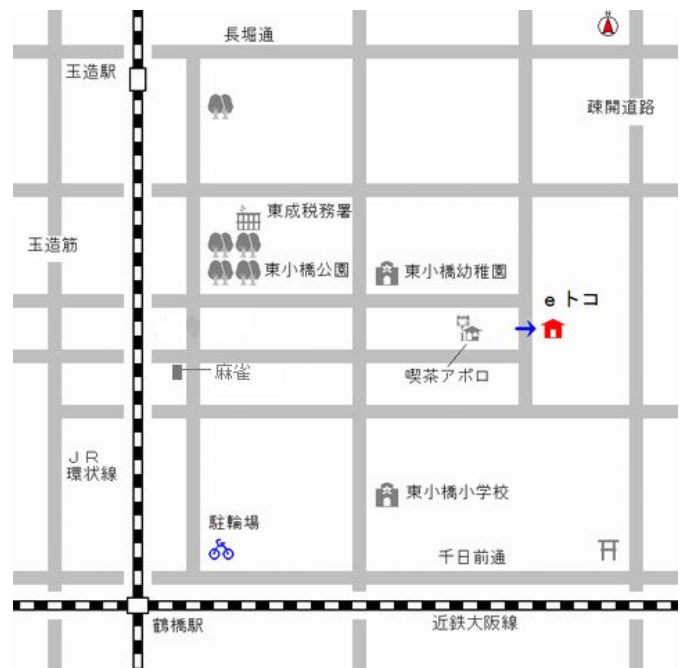 長堀通
玉造駅
疎開道路
東成税務署
玉造筋
東小橋公園
東小橋幼稚園
eトコ
麻雀
喫茶アポロ
JR
環状線
東小橋小学校
駐輪場
千日前通
鶴橋駅
近鉄大阪線